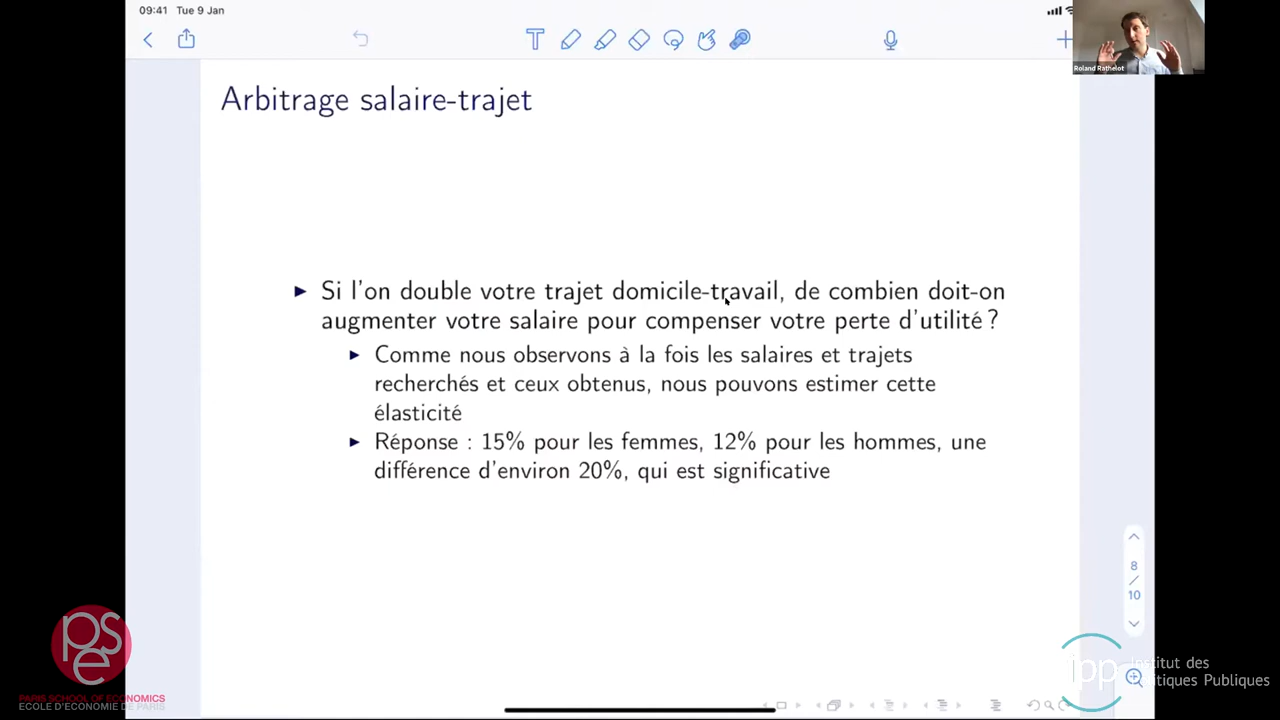 09:41 Tue 9 Jan
Roland Rathelot
Arbitrage salaire-trajet
Si l'on double votre trajet domicile-travail, de combien doit-on
augmenter votre salaire pour compenser votre perte d'utilité ?
Comme nous observons à la fois les salaires et trajets
recherchés et ceux obtenus, nous pouvons estimer cette
élasticité
Réponse : 15% pour les femmes, 12% pour les hommes, une
différence d'environ 20%, qui est significative
8
/
10
pse
PARIS SCHOOL OF ECONOMICS
ECOLE D'ECONOMIE DE PARIS
ipp
Institut des
Politiques Publiques